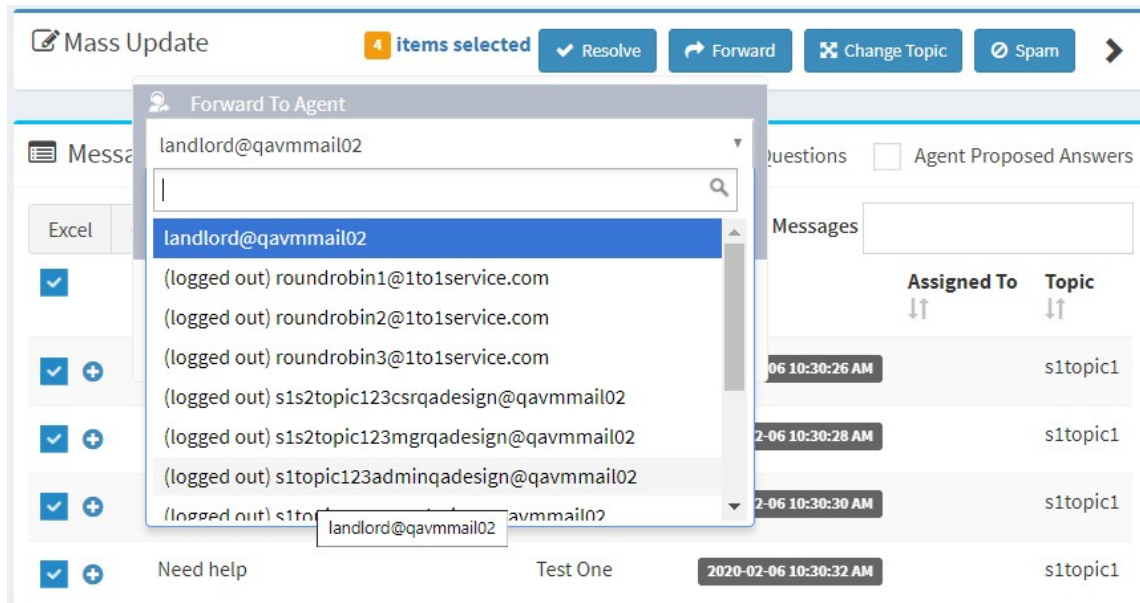 Mass Update 4 items selected Resolve Forward Change Topic Spam
Forward To Agent
landlord@qavmmail02
Agent Proposed Answers
landlord@qavmmail02
Excel Messages
(logged out) roundrobin1@1to1service.com
Assigned To Topic
(logged out) roundrobin2@1to1service.com
(logged out) roundrobin3@1to1service.com
06 10:30:26 AM s1topic1
(logged out) s1s2topic123csrqadesign@qavmmail02
(logged out) s1s2topic123mgrqadesign@qavmmail02
2-06 10:30:28 AM s1topic1
(logged out) s1topic123adminqadesign@qavmmail02
2-06 10:30:30 AM s1topic1
(logged out)
landlord@qavmmail02
Need help Test One 2020-02-06 10:30:32 AM s1topic1